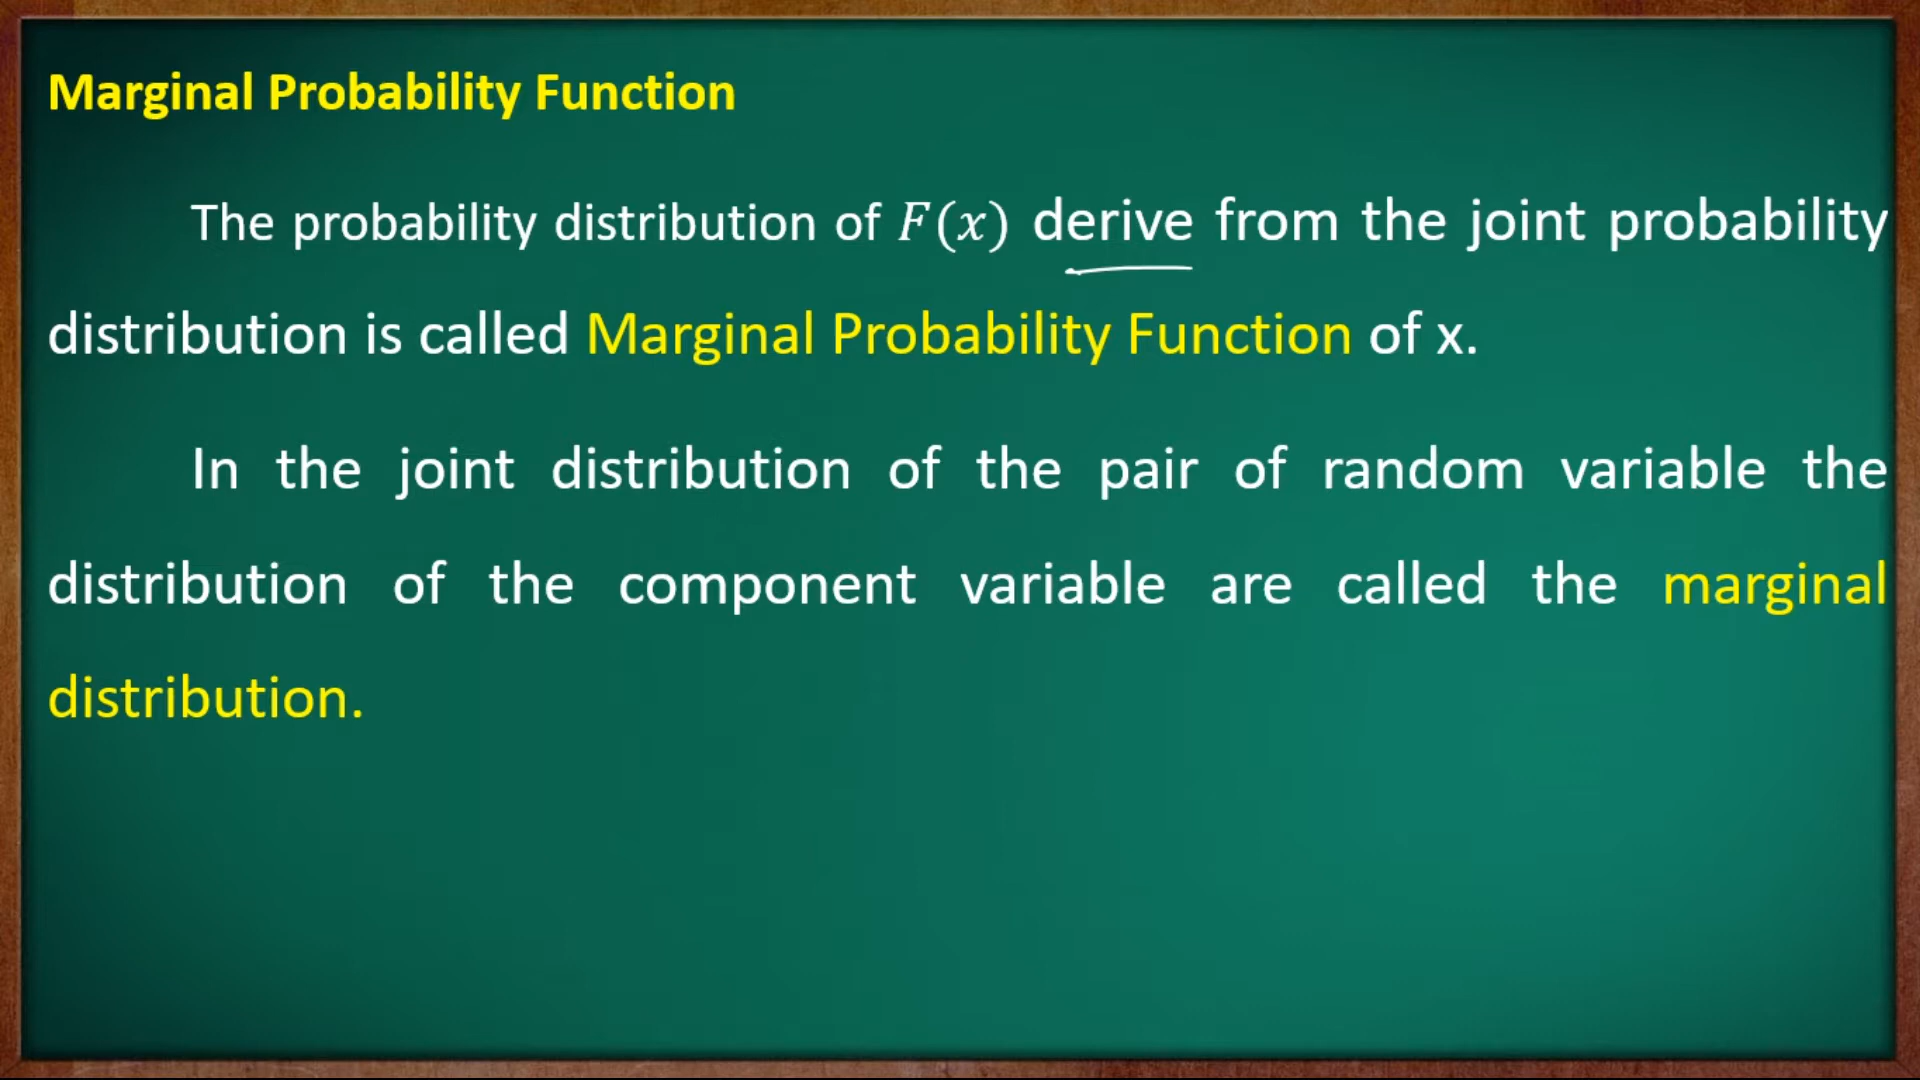 Marginal Probability Function
The probability distribution of F(x) derive from the joint probability
distribution is called Marginal Probability Function of x.
In the joint distribution of the pair of random variable the
distribution of the component variable are called the marginal
distribution.